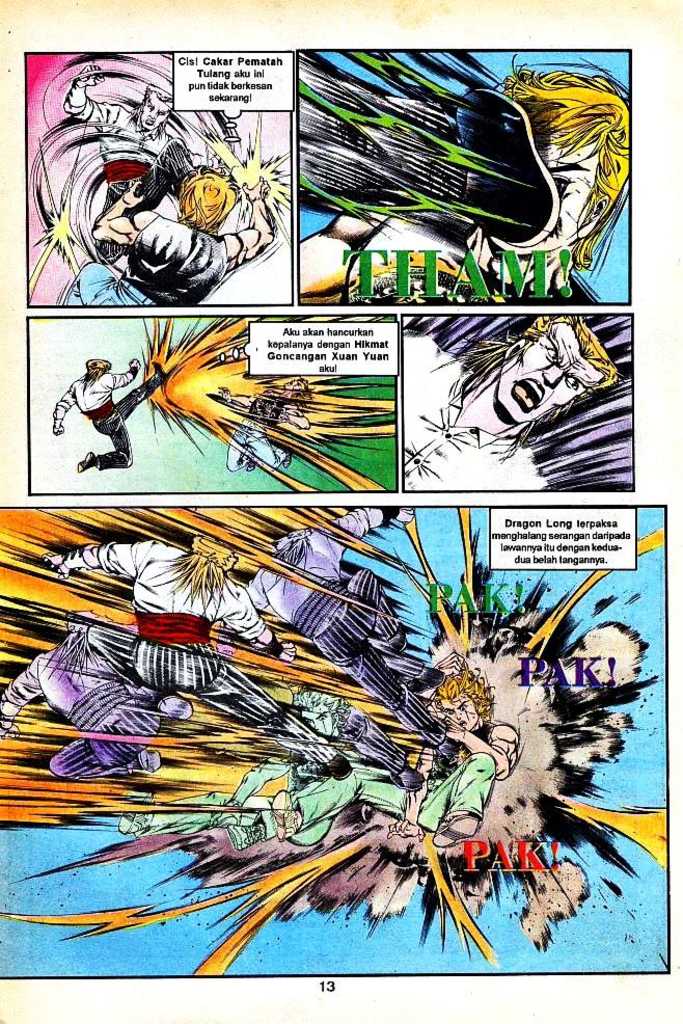 Cis! Cakar Pematah
Tulang aku ini
pun tidak berkesan
sekarang!
THAM!
Aku akan hancurkan
kepalanya dengan Hikmat
Goncangan Xuan Yuan
aku!
Dragon Long terpaksa
menghalang serangan daripada
lawannya itu dengan kedua-
dua belah tangannya.
PAK!
PAK!
PAK!
13